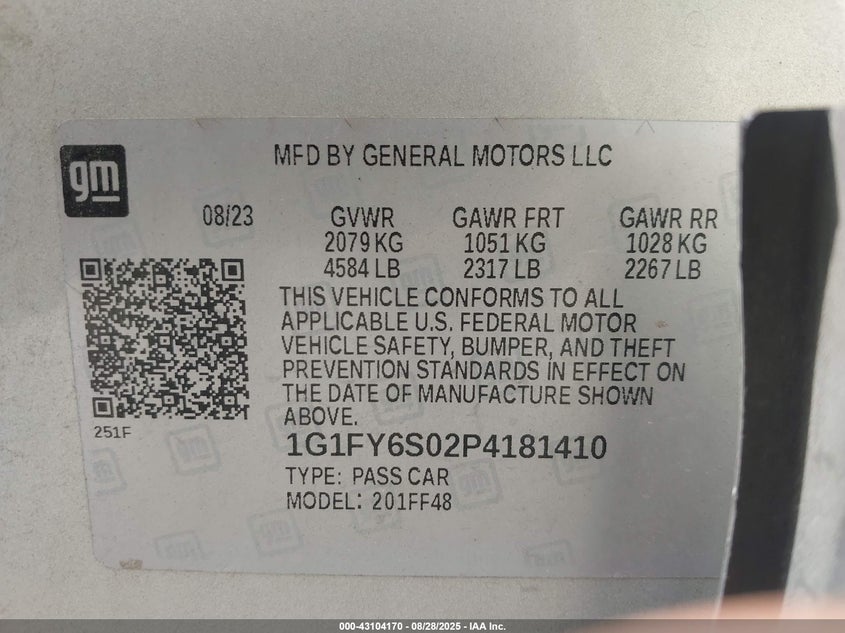 gm
MFD BY GENERAL MOTORS LLC
08/23 GVWR GAWR FRT GAWR RR
2079 KG 1051 KG 1028 KG
4584 LB 2317 LB 2267 LB
THIS VEHICLE CONFORMS TO ALL
APPLICABLE U.S. FEDERAL MOTOR
VEHICLE SAFETY, BUMPER, AND THEFT
PREVENTION STANDARDS IN EFFECT ON
THE DATE OF MANUFACTURE SHOWN
ABOVE.
251F
1G1FY6S02P4181410
TYPE: PASS CAR
MODEL: 201FF48
000-43104170 - 08/28/2025 - IAA Inc.